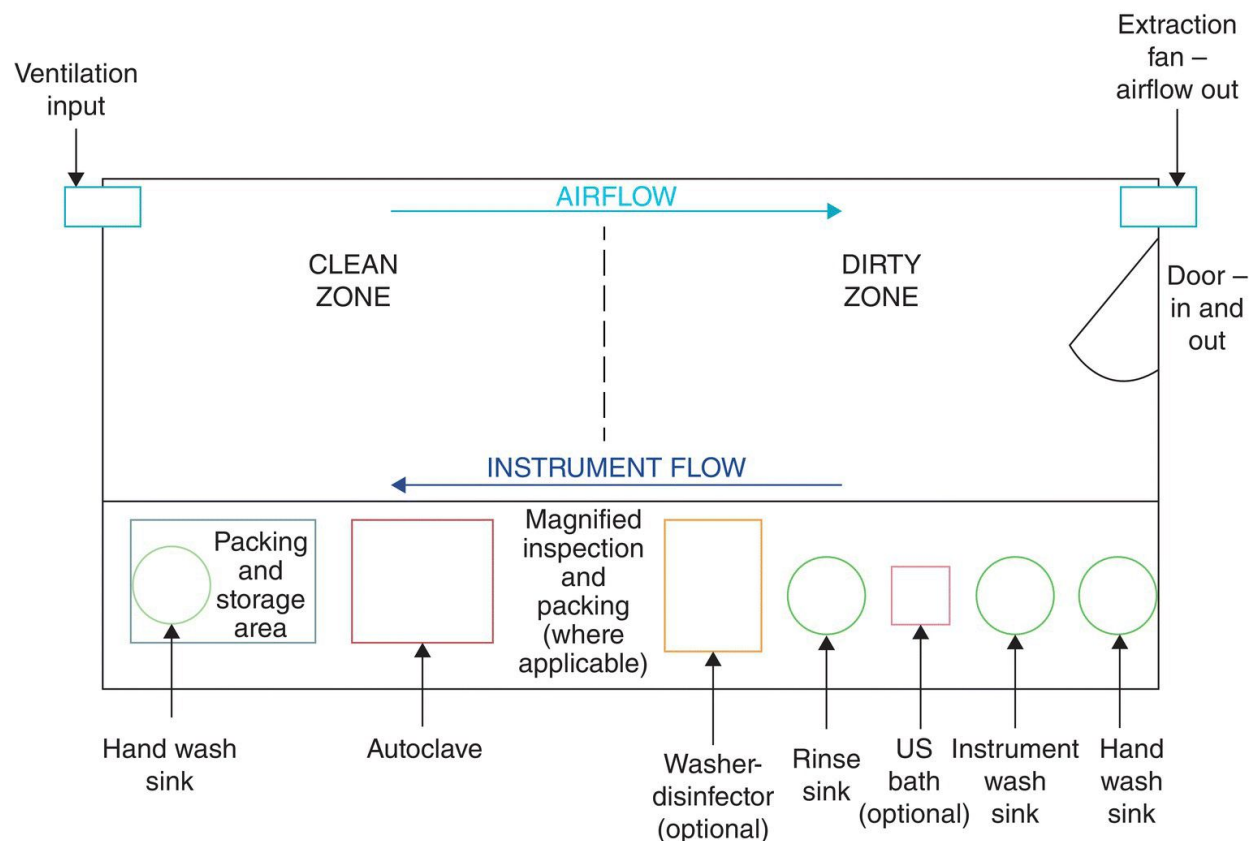 Extraction
fan –
airflow out
Ventilation
input
AIRFLOW
CLEAN
ZONE
DIRTY
ZONE
Door –
in and
out
INSTRUMENT FLOW
Packing
and
storage
area
Magnified
inspection
and
packing
(where
applicable)
Hand wash
sink
Autoclave
Washer-
disinfector
(optional)
Rinse
sink
US
bath
(optional)
Instrument
wash
sink
Hand
wash
sink